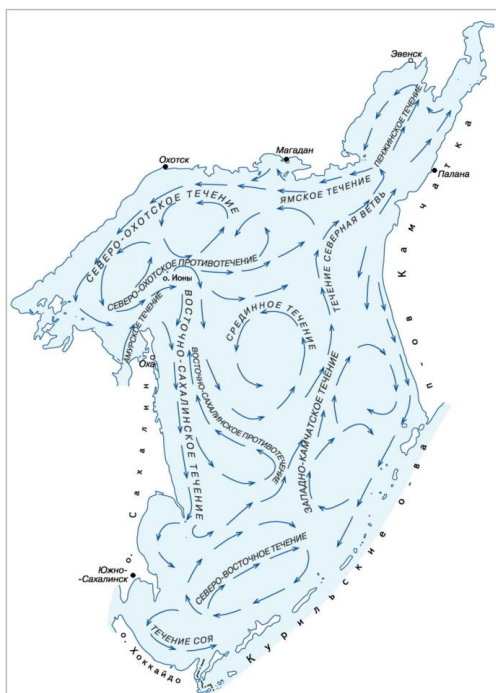 Эвенск
ПЕНЖИНСКОЕ ТЕЧЕНИЕ
Магадан
Охотск
Палана
ЯМСКОЕ ТЕЧЕНИЕ
СЕВЕРО-ОХОТСКОЕ ТЕЧЕНИЕ
ТЕЧЕНИЕ СЕВЕРНАЯ ВЕТВЬ
п-ов Камчатка
СЕВЕРО-ОХОТСКОЕ ПРОТИВОТЕЧЕНИЕ
о. Ионы
АМУРСКОЕ ТЕЧЕНИЕ
ВОСТОЧНО-САХАЛИНСКОЕ ТЕЧЕНИЕ
СРЕДИННОЕ ТЕЧЕНИЕ
Оха
ВОСТОЧНО-САХАЛИНСКОЕ ПРОТИВОТЕЧЕНИЕ
ЗАПАДНО-КАМЧАТСКОЕ ТЕЧЕНИЕ
о. Сахалин
Курильские о-ва
СЕВЕРО-ВОСТОЧНОЕ ТЕЧЕНИЕ
Южно-
-Сахалинск
ТЕЧЕНИЕ СОЯ
о. Хоккайдо